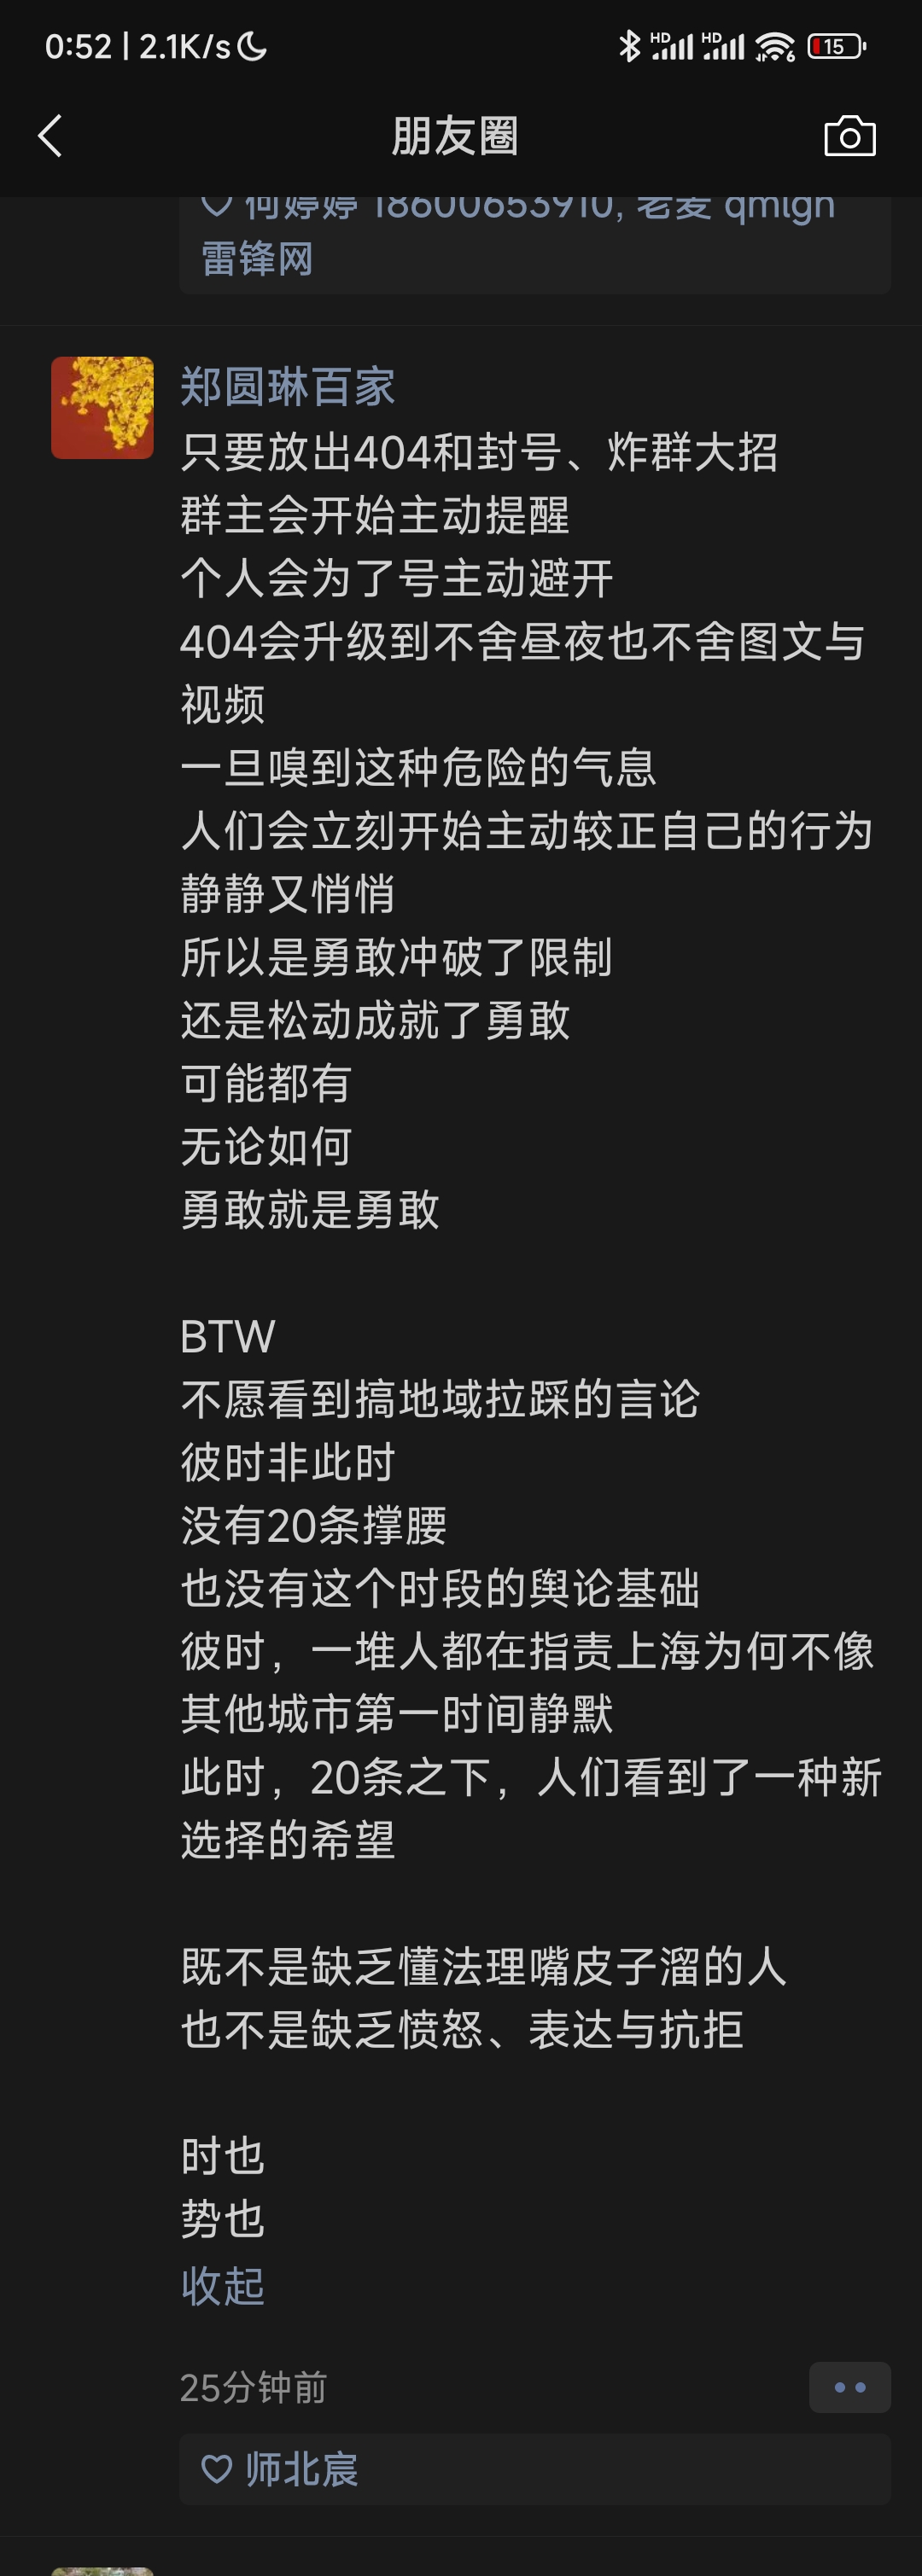 0:52 | 2.1K/s
HD HD 6 15
朋友圈
何婷婷 18600653910, 老麦 qmlgh
雷锋网
郑圆琳百家
只要放出404和封号、炸群大招
群主会开始主动提醒
个人会为了号主动避开
404会升级到不舍昼夜也不舍图文与
视频
一旦嗅到这种危险的气息
人们会立刻开始主动较正自己的行为
静静又悄悄
所以是勇敢冲破了限制
还是松动成就了勇敢
可能都有
无论如何
勇敢就是勇敢
BTW
不愿看到搞地域拉踩的言论
彼时非此时
没有20条撑腰
也没有这个时段的舆论基础
彼时，一堆人都在指责上海为何不像
其他城市第一时间静默
此时，20条之下，人们看到了一种新
选择的希望
既不是缺乏懂法理嘴皮子溜的人
也不是缺乏愤怒、表达与抗拒
时也
势也
收起
25分钟前
师北宸